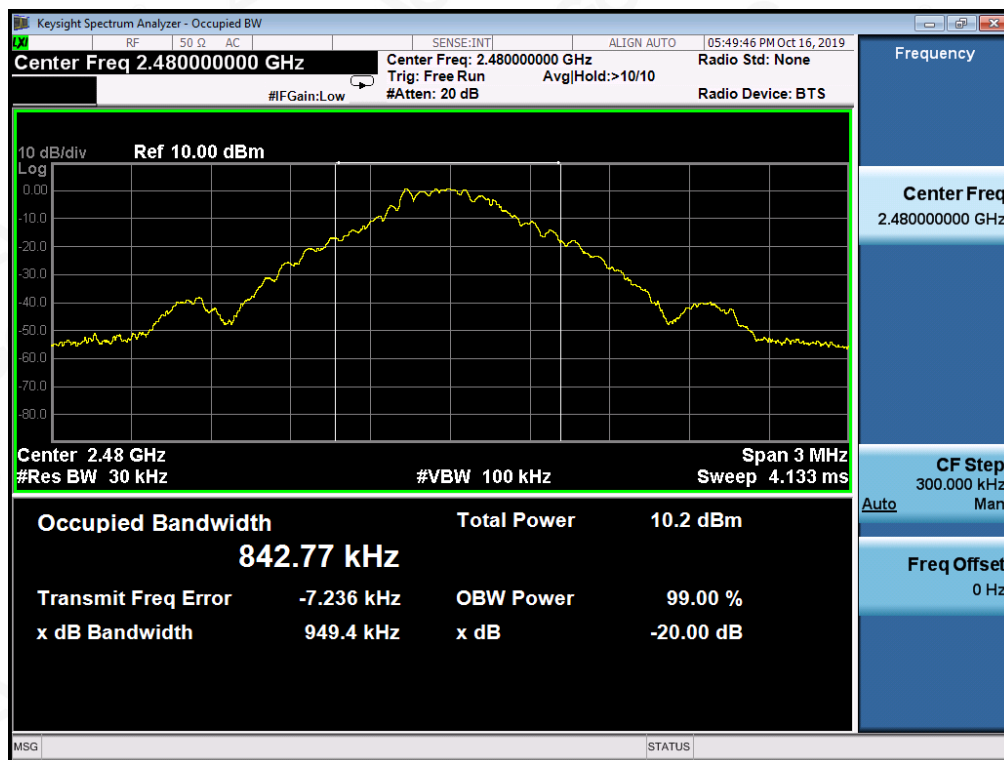 Keysight Spectrum Analyzer - Occupied BW
LXI RF 50 Ω AC SENSE:INT ALIGN AUTO 05:49:46 PM Oct 16, 2019
Center Freq 2.480000000 GHz
Center Freq: 2.480000000 GHz Radio Std: None
Trig: Free Run Avg|Hold:>10/10
#IFGain:Low #Atten: 20 dB Radio Device: BTS
10 dB/div Ref 10.00 dBm
Log
0.00
-10.0
-20.0
-30.0
-40.0
-50.0
-60.0
-70.0
-80.0
Center 2.48 GHz Span 3 MHz
#Res BW 30 kHz #VBW 100 kHz Sweep 4.133 ms
Occupied Bandwidth Total Power 10.2 dBm
842.77 kHz
Transmit Freq Error -7.236 kHz OBW Power 99.00 %
x dB Bandwidth 949.4 kHz x dB -20.00 dB
Frequency
Center Freq
2.480000000 GHz
CF Step
300.000 kHz
Auto Man
Freq Offset
0 Hz
MSG STATUS